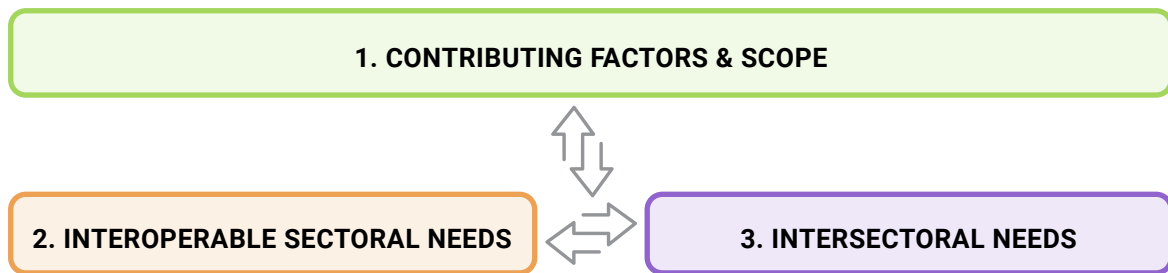 1. CONTRIBUTING FACTORS & SCOPE
2. INTEROPERABLE SECTORAL NEEDS
3. INTERSECTORAL NEEDS